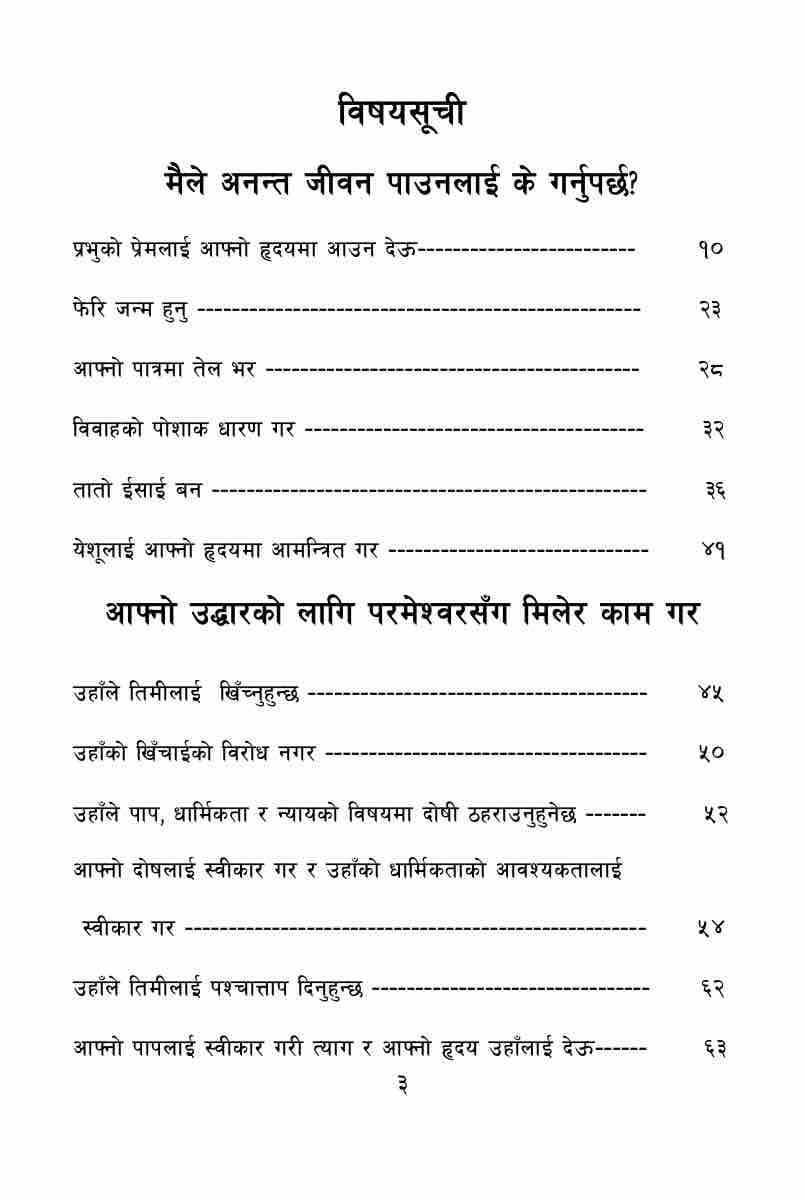 विषयसूची
मैले अनन्त जीवन पाउनलाई के गर्नुपर्छ?
प्रभुको प्रेमलाई आफ्नो हृदयमा आउन देऊ------------------------- १०
फेरि जन्म हुनु --------------------------------------------------- २३
आफ्नो पात्रमा तेल भर ------------------------------------------- २८
विवाहको पोशाक धारण गर --------------------------------------- ३२
तातो ईसाई बन -------------------------------------------------- ३६
येशूलाई आफ्नो हृदयमा आमन्त्रित गर ------------------------------ ४१
आफ्नो उद्धारको लागि परमेश्वरसँग मिलेर काम गर
उहाँले तिमीलाई खिँच्नुहुन्छ --------------------------------------- ४५
उहाँको खिँचाईको विरोध नगर ------------------------------------- ५०
उहाँले पाप, धार्मिकता र न्यायको विषयमा दोषी ठहराउनुहुनेछ ------- ५२
आफ्नो दोषलाई स्वीकार गर र उहाँको धार्मिकताको आवश्यकतालाई
स्वीकार गर ----------------------------------------------------- ५४
उहाँले तिमीलाई पश्चात्ताप दिनुहुन्छ -------------------------------- ६२
आफ्नो पापलाई स्वीकार गरी त्याग र आफ्नो हृदय उहाँलाई देऊ------ ६३
३